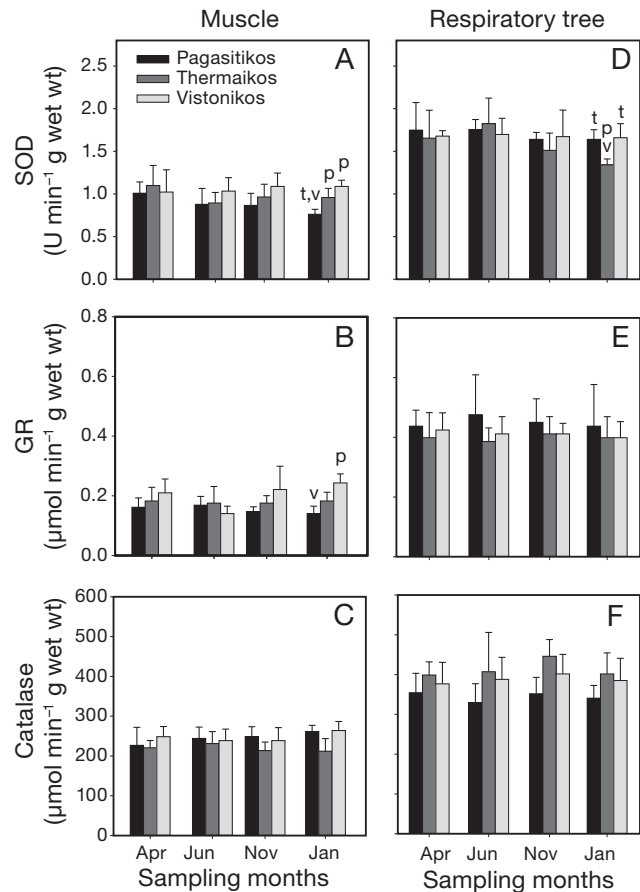 Muscle
Respiratory tree
SOD
(U min⁻¹ g wet wt)
2.5
2.0
1.5
1.0
0.5
0.0
Pagasitikos
Thermaikos
Vistonikos
A
t,v
p
p
D
t
p
v
t
GR
(µmol min⁻¹ g wet wt)
0.8
0.6
0.4
0.2
0.0
B
v
p
E
Catalase
(µmol min⁻¹ g wet wt)
600
500
400
300
200
100
0
C
F
Apr Jun Nov Jan
Sampling months
Apr Jun Nov Jan
Sampling months